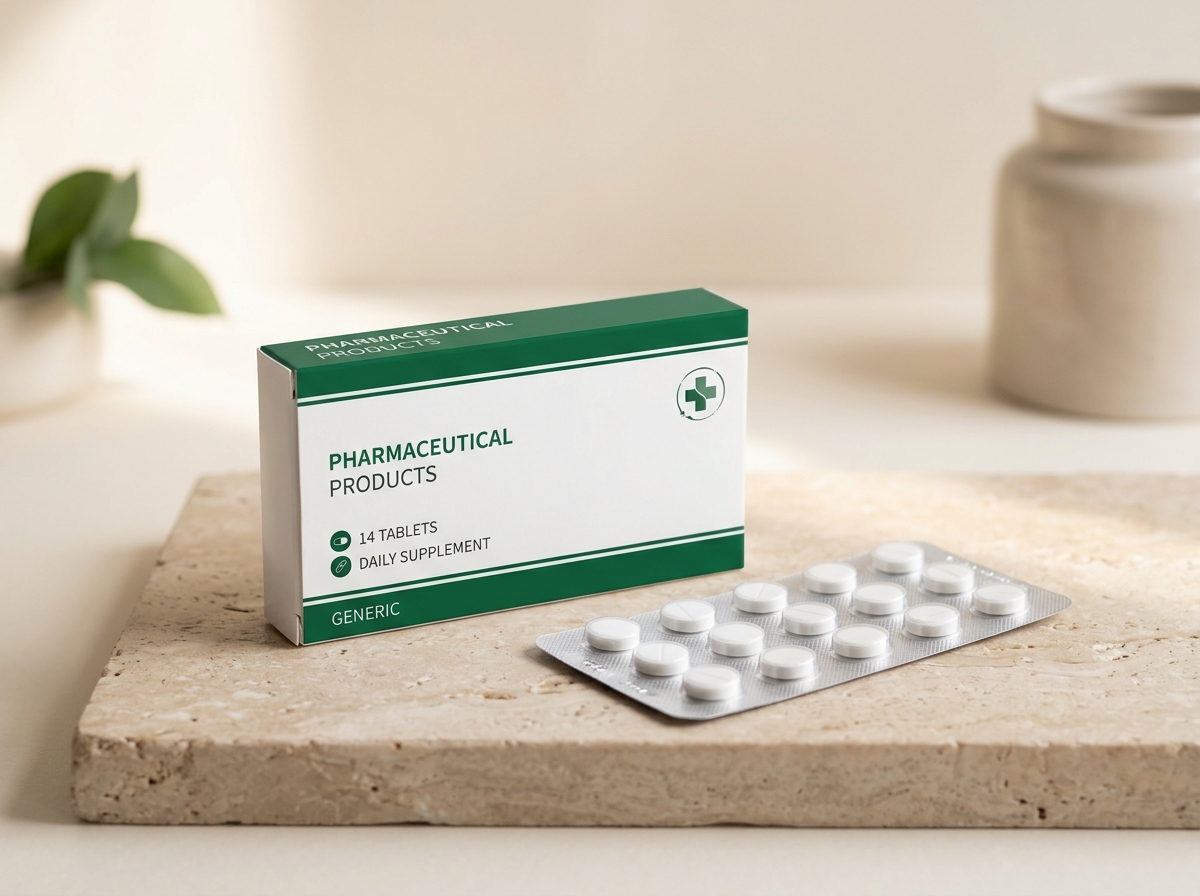 PHARMACEUTICAL
PRODUCTS
PHARMACEUTICAL
PRODUCTS
14 TABLETS
DAILY SUPPLEMENT
GENERIC